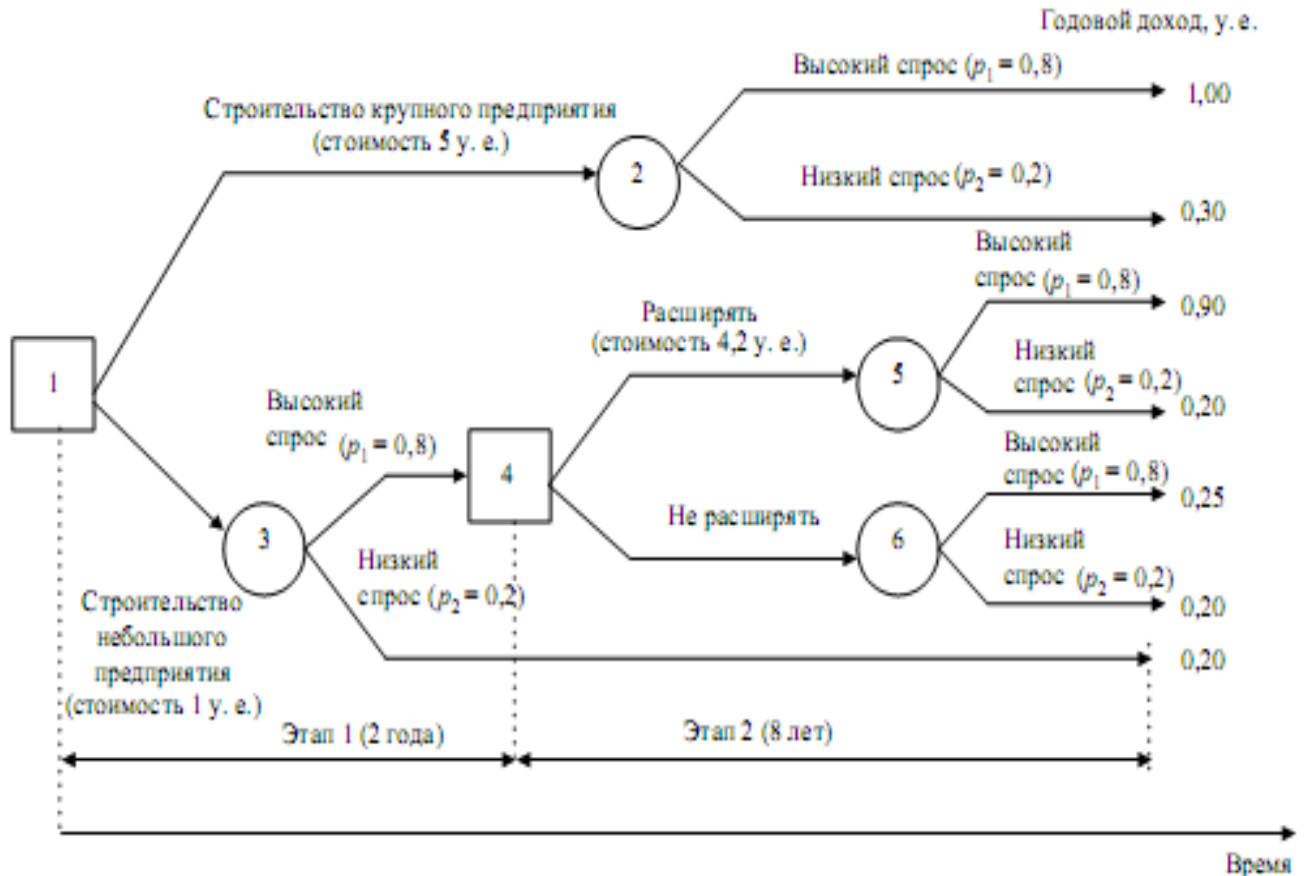 Годовой доход, у. е.
Высокий спрос (p1 = 0,8)
1,00
Строительство крупного предприятия
(стоимость 5 у. е.)
2
Низкий спрос (p2 = 0,2)
0,30
Высокий
спрос (p1 = 0,8)
0,90
Расширять
(стоимость 4,2 у. е.)
5
Низкий
спрос (p2 = 0,2)
0,20
1
Высокий
спрос (p1 = 0,8)
4
Высокий
спрос (p1 = 0,8)
0,25
Не расширять
6
3
Низкий
спрос (p2 = 0,2)
Низкий
спрос (p2 = 0,2)
0,20
Строительство
небольшого
предприятия
(стоимость 1 у. е.)
0,20
Этап 1 (2 года)
Этап 2 (8 лет)
Время